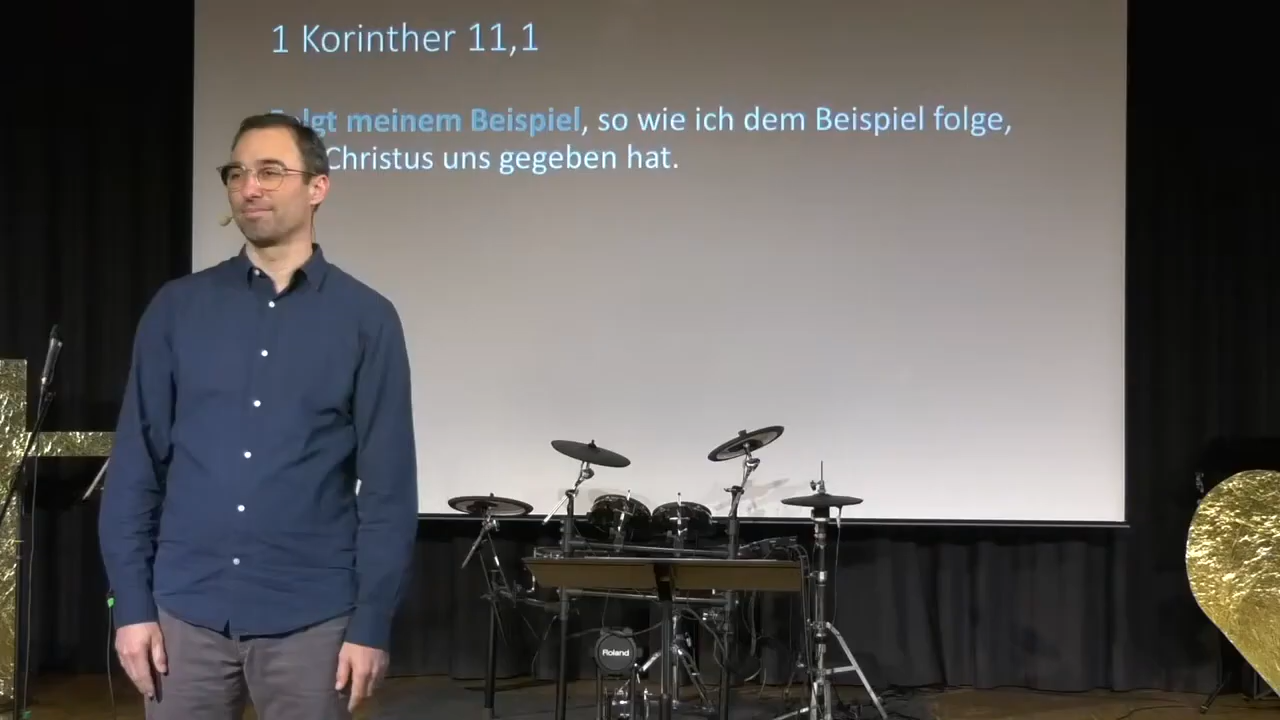 1 Korinther 11,1
meinem Beispiel, so wie ich dem Beispiel folge,
Christus uns gegeben hat.
Roland